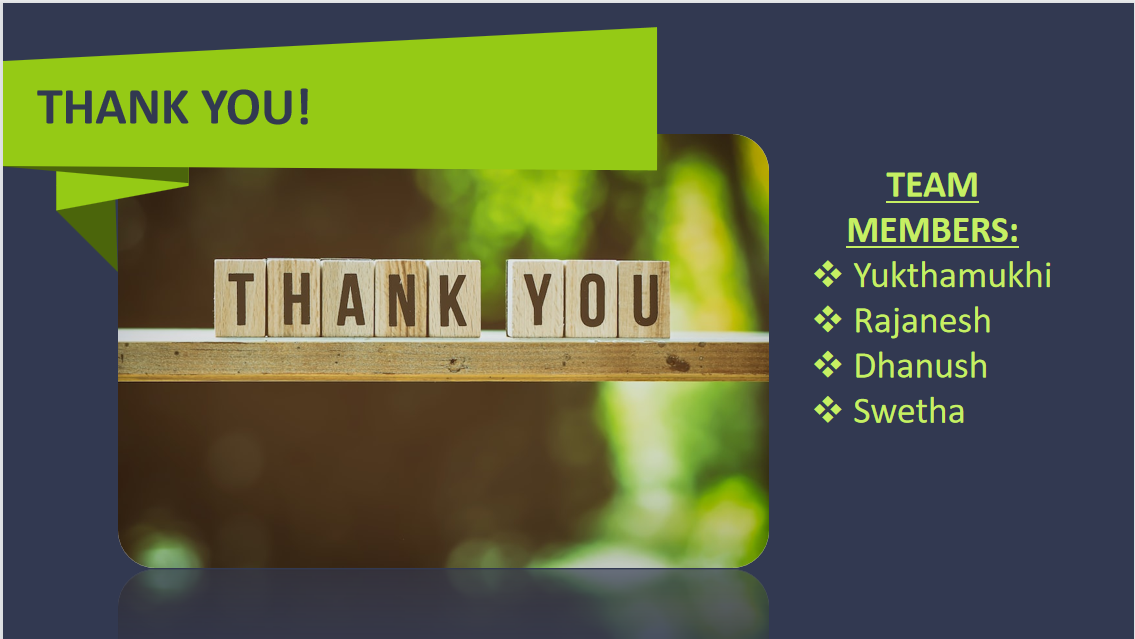 THANK YOU!
THANK YOU
TEAM
MEMBERS:
❖ Yukthamukhi
❖ Rajanesh
❖ Dhanush
❖ Swetha